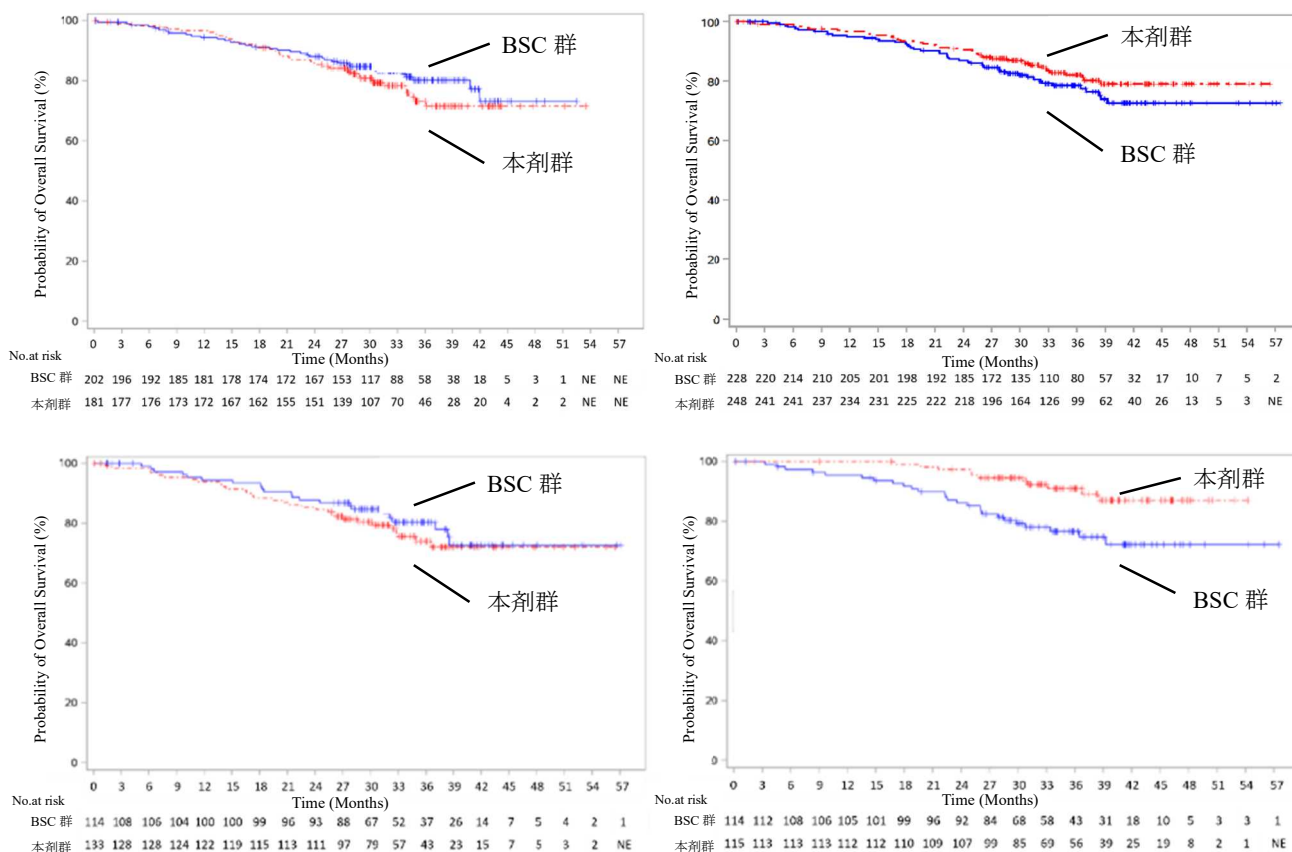 Probability of Overall Survival (%)
100
80
60
40
20
0
BSC 群
本剤群
0 3 6 9 12 15 18 21 24 27 30 33 36 39 42 45 48 51 54 57
Time (Months)
No.at risk
BSC 群 202 196 192 185 181 178 174 172 167 153 117 88 58 38 18 5 3 1 NE NE
本剤群 181 177 176 173 172 167 162 155 151 139 107 70 46 28 20 4 2 2 NE NE
Probability of Overall Survival (%)
100
80
60
40
20
0
本剤群
BSC 群
0 3 6 9 12 15 18 21 24 27 30 33 36 39 42 45 48 51 54 57
Time (Months)
No.at risk
BSC 群 228 220 214 210 205 201 198 192 185 172 135 110 80 57 32 17 10 7 5 2
本剤群 248 241 241 237 234 231 225 222 218 196 164 126 99 62 40 26 13 5 3 NE
Probability of Overall Survival (%)
100
80
60
40
20
0
BSC 群
本剤群
0 3 6 9 12 15 18 21 24 27 30 33 36 39 42 45 48 51 54 57
Time (Months)
No.at risk
BSC 群 114 108 106 104 100 100 99 96 93 88 67 52 37 26 14 7 5 4 2 1
本剤群 133 128 128 124 122 119 115 113 111 97 79 57 43 23 15 7 5 3 2 NE
Probability of Overall Survival (%)
100
80
60
40
20
0
本剤群
BSC 群
0 3 6 9 12 15 18 21 24 27 30 33 36 39 42 45 48 51 54 57
Time (Months)
No.at risk
BSC 群 114 112 108 106 105 101 99 96 92 84 68 58 43 31 18 10 5 3 3 1
本剤群 115 113 113 113 112 112 110 109 107 99 85 69 56 39 25 19 8 2 1 NE